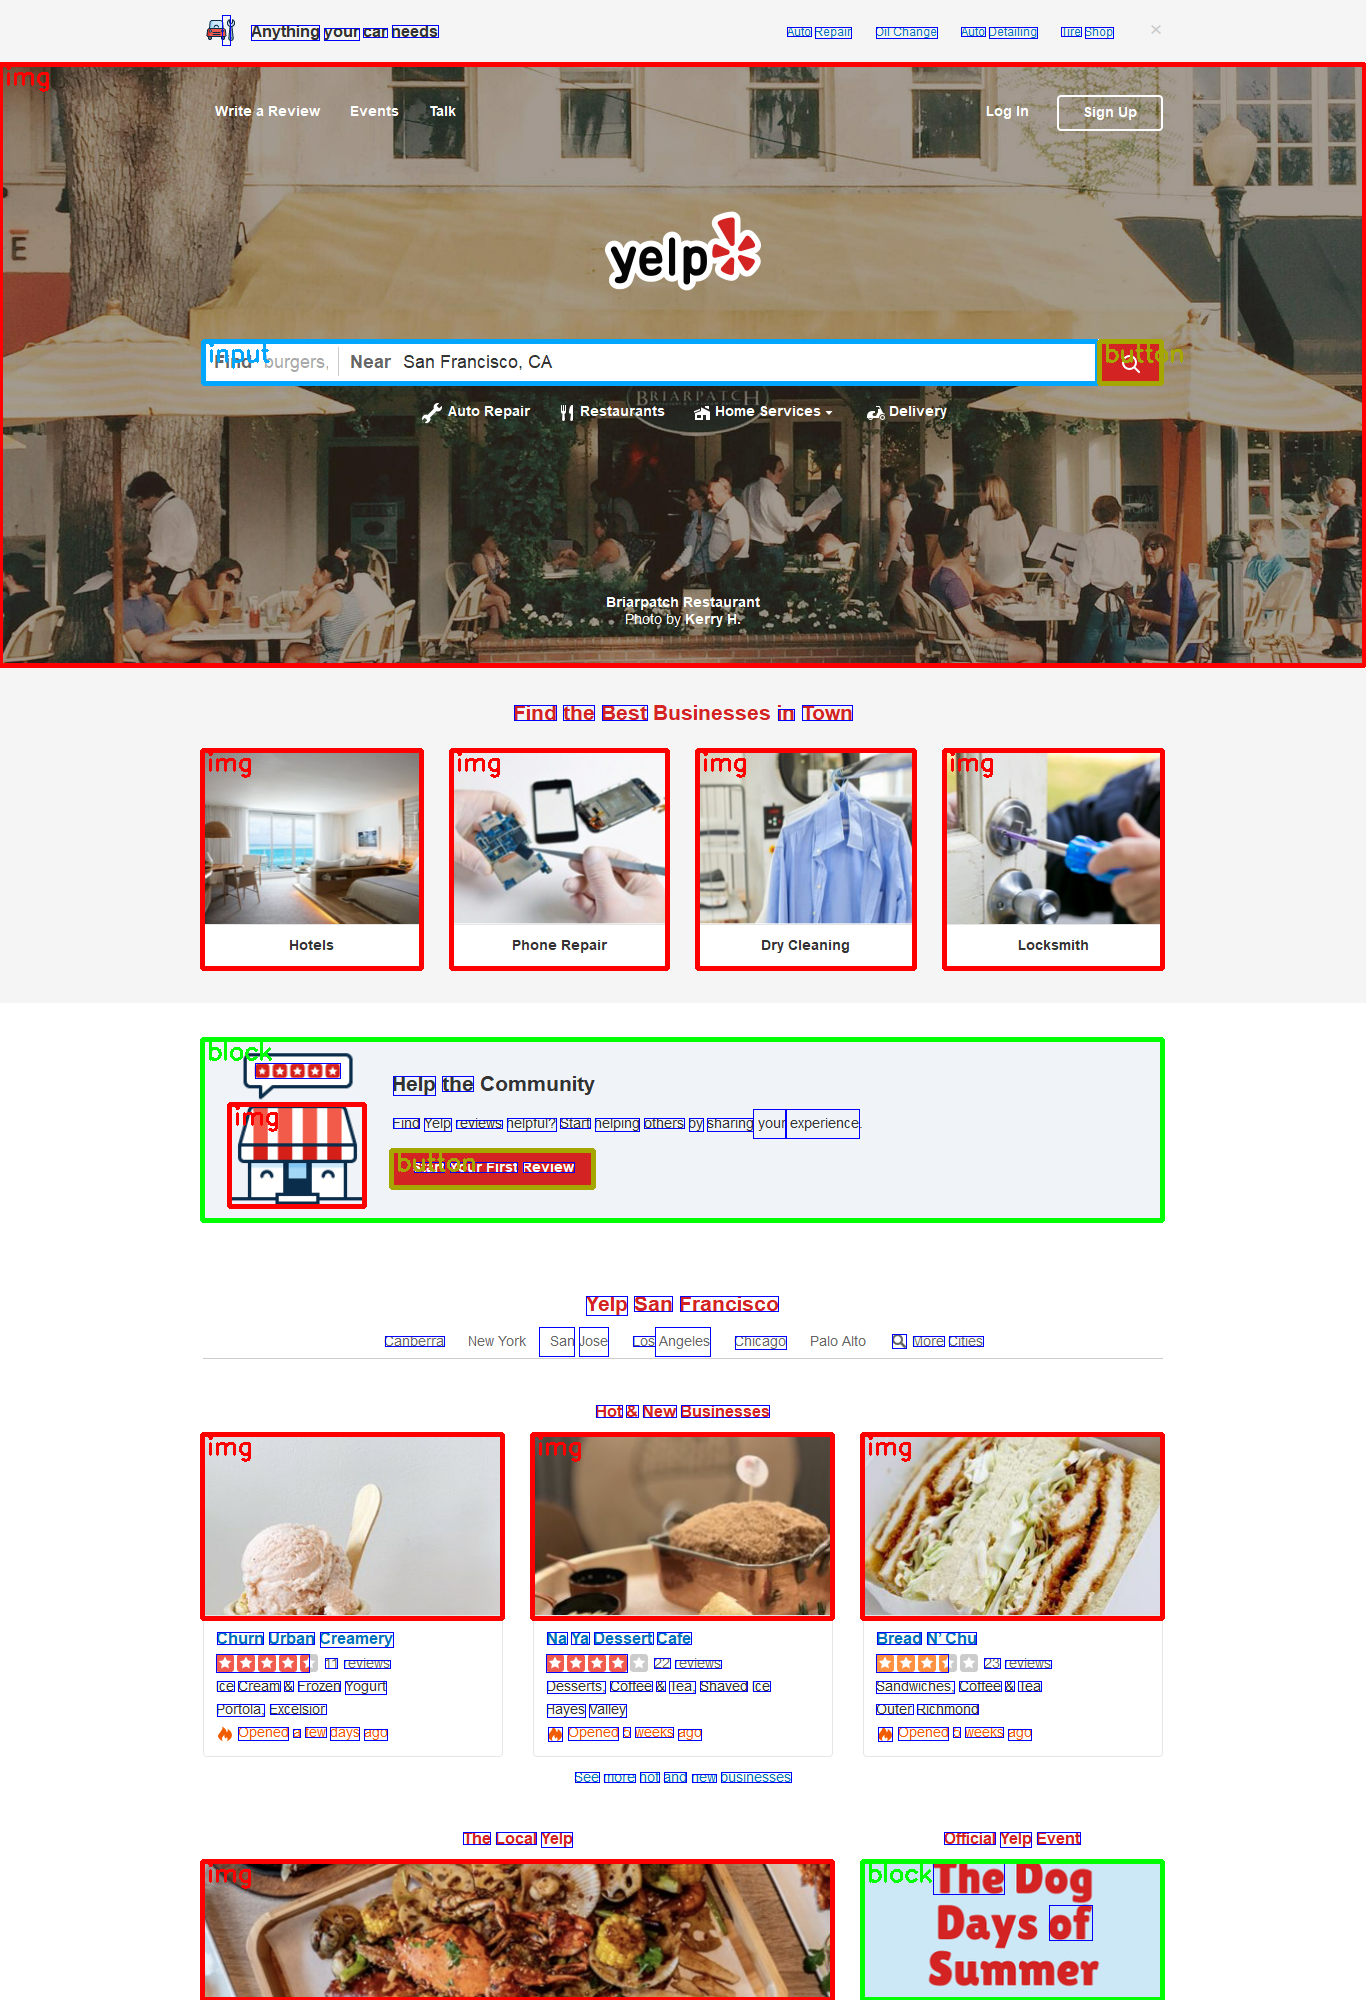 Anything your car needs
Auto Repair Oil Change Auto Detailing Tire Shop ×
img
Write a Review Events Talk
Log In Sign Up
E
yelp
input
Find burgers, Near San Francisco, CA
button
BRIARPATCH
Auto Repair Restaurants Home Services Delivery
Briarpatch Restaurant
Photo by Kerry H.
Find the Best Businesses in Town
img img img img
Hotels Phone Repair Dry Cleaning Locksmith
block
img
Help the Community
Find Yelp reviews helpful? Start helping others by sharing your experience.
button
Start Your First Review
Yelp San Francisco
Canberra New York San Jose Los Angeles Chicago Palo Alto More Cities
Hot & New Businesses
img img img
Churn Urban Creamery
11 reviews
Ice Cream & Frozen Yogurt
Portola, Excelsior
Opened a few days ago
Na Ya Dessert Cafe
22 reviews
Desserts, Coffee & Tea, Shaved Ice
Hayes Valley
Opened 5 weeks ago
Bread N' Chu
23 reviews
Sandwiches, Coffee & Tea
Outer Richmond
Opened 5 weeks ago
See more hot and new businesses
The Local Yelp
img
Official Yelp Event
block
The Dog
Days of
Summer